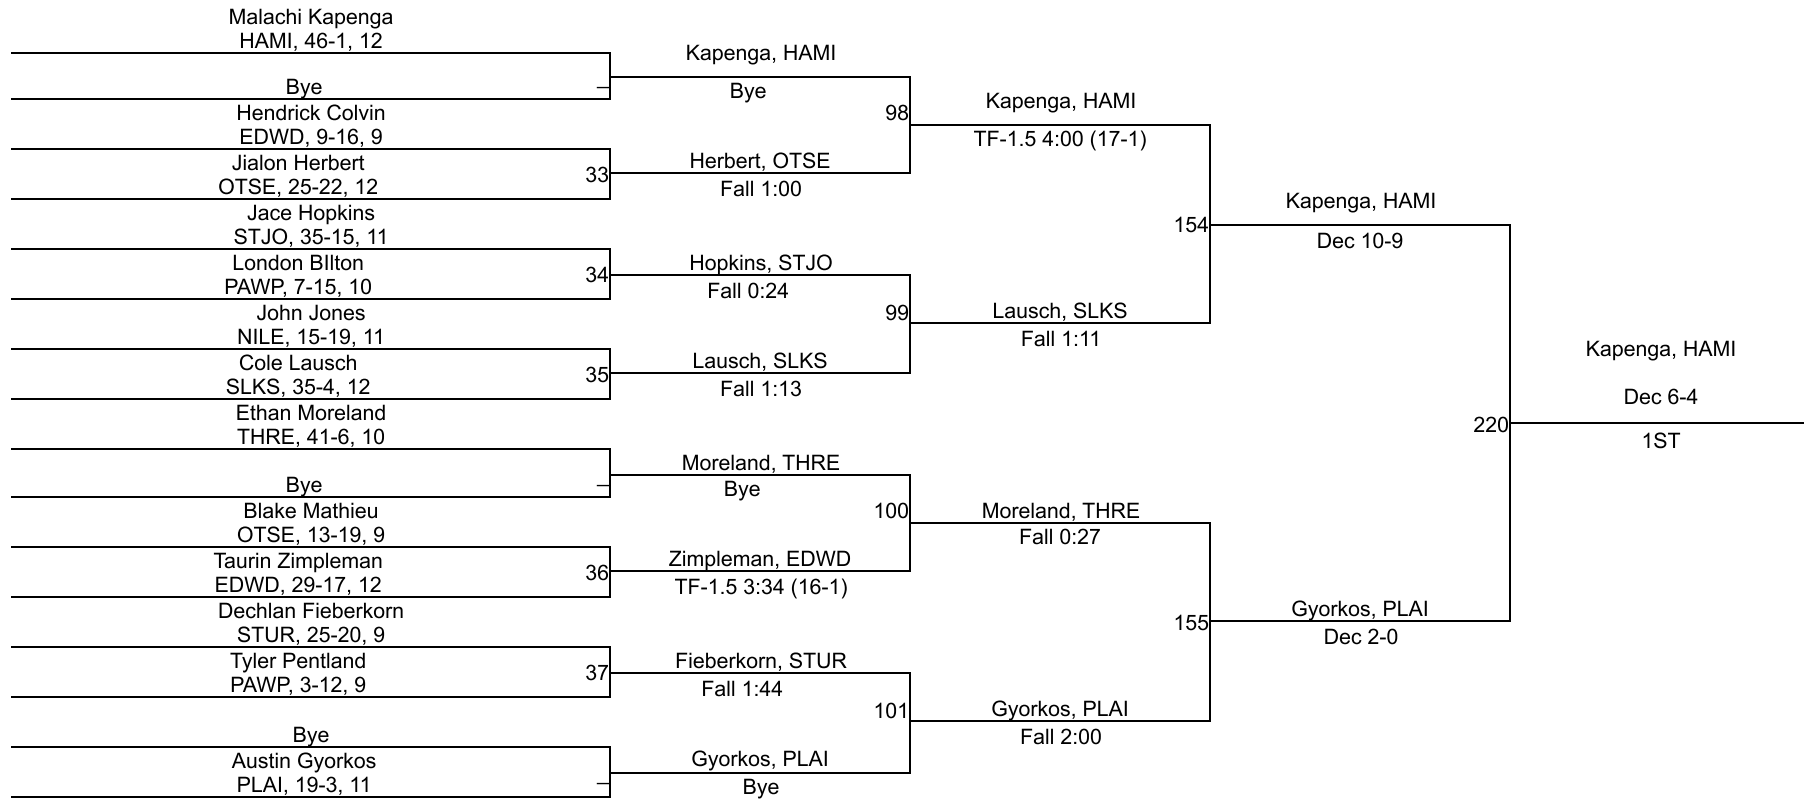 Malachi Kapenga
HAMI, 46-1, 12
Bye
Hendrick Colvin
EDWD, 9-16, 9
Jialon Herbert
OTSE, 25-22, 12
Jace Hopkins
STJO, 35-15, 11
London BIlton
PAWP, 7-15, 10
John Jones
NILE, 15-19, 11
Cole Lausch
SLKS, 35-4, 12
Ethan Moreland
THRE, 41-6, 10
Bye
Blake Mathieu
OTSE, 13-19, 9
Taurin Zimpleman
EDWD, 29-17, 12
Dechlan Fieberkorn
STUR, 25-20, 9
Tyler Pentland
PAWP, 3-12, 9
Bye
Austin Gyorkos
PLAI, 19-3, 11
–
33
34
35
–
36
37
–
Kapenga, HAMI
Bye
Herbert, OTSE
Fall 1:00
Hopkins, STJO
Fall 0:24
Lausch, SLKS
Fall 1:13
Moreland, THRE
Bye
Zimpleman, EDWD
TF-1.5 3:34 (16-1)
Fieberkorn, STUR
Fall 1:44
Gyorkos, PLAI
Bye
98
99
100
101
Kapenga, HAMI
TF-1.5 4:00 (17-1)
Lausch, SLKS
Fall 1:11
Moreland, THRE
Fall 0:27
Gyorkos, PLAI
Fall 2:00
154
155
Kapenga, HAMI
Dec 10-9
Gyorkos, PLAI
Dec 2-0
220
Kapenga, HAMI
Dec 6-4
1ST